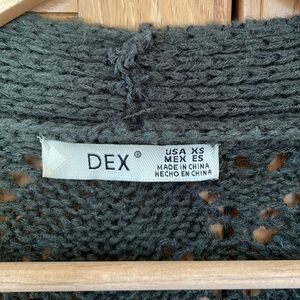 DEX®
USA XS
MEX ES
MADE IN CHINA
HECHO EN CHINA